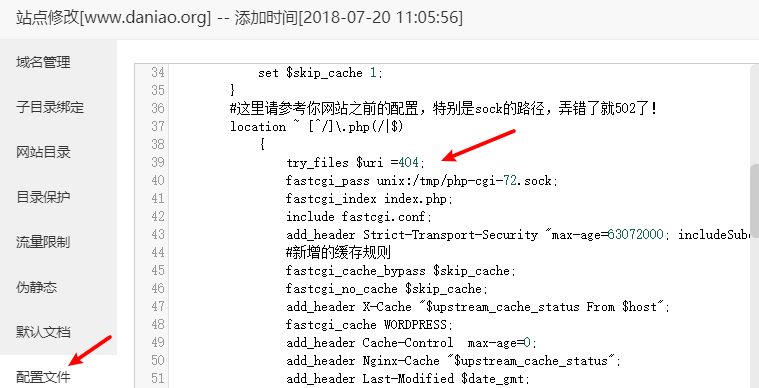 站点修改[www.daniao.org] -- 添加时间[2018-07-20 11:05:56]
域名管理
子目录绑定
网站目录
目录保护
流量限制
伪静态
默认文档
配置文件
34 set $skip_cache 1;
35 }
36 #这里请参考你网站之前的配置，特别是sock的路径，弄错了就502了！
37 location ~ [^/]\.php(/|$)
38 {
39 try_files $uri =404;
40 fastcgi_pass unix:/tmp/php-cgi-72.sock;
41 fastcgi_index index.php;
42 include fastcgi.conf;
43 add_header Strict-Transport-Security "max-age=63072000; includeSub
44 #新增的缓存规则
45 fastcgi_cache_bypass $skip_cache;
46 fastcgi_no_cache $skip_cache;
47 add_header X-Cache "$upstream_cache_status From $host";
48 fastcgi_cache WORDPRESS;
49 add_header Cache-Control  max-age=0;
50 add_header Nginx-Cache "$upstream_cache_status";
51 add_header Last-Modified $date_gmt;